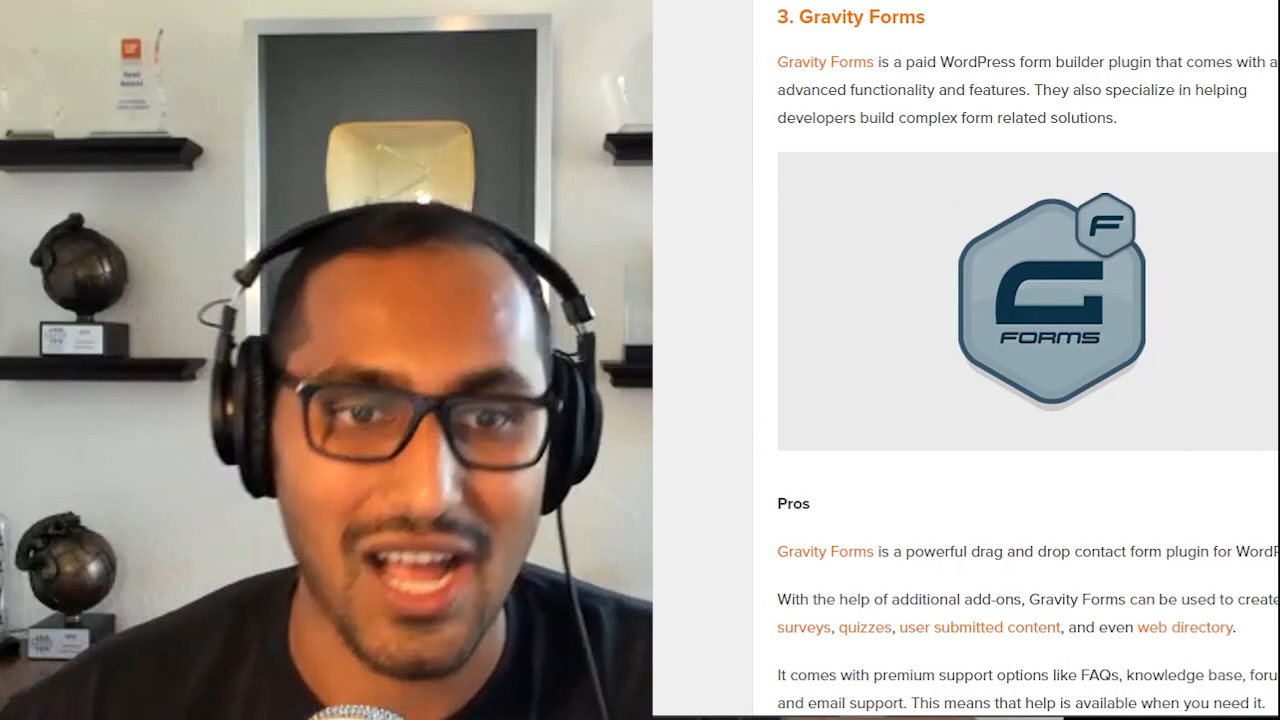 3. Gravity Forms
Gravity Forms is a paid WordPress form builder plugin that comes with a
advanced functionality and features. They also specialize in helping
developers build complex form related solutions.
F
G
FORMS
Pros
Gravity Forms is a powerful drag and drop contact form plugin for
With the help of additional add-ons, Gravity Forms can be used to create
surveys, quizzes, user submitted content, and even web directory.
It comes with premium support options like FAQs, knowledge base,
and email support. This means that help is available when you need it.